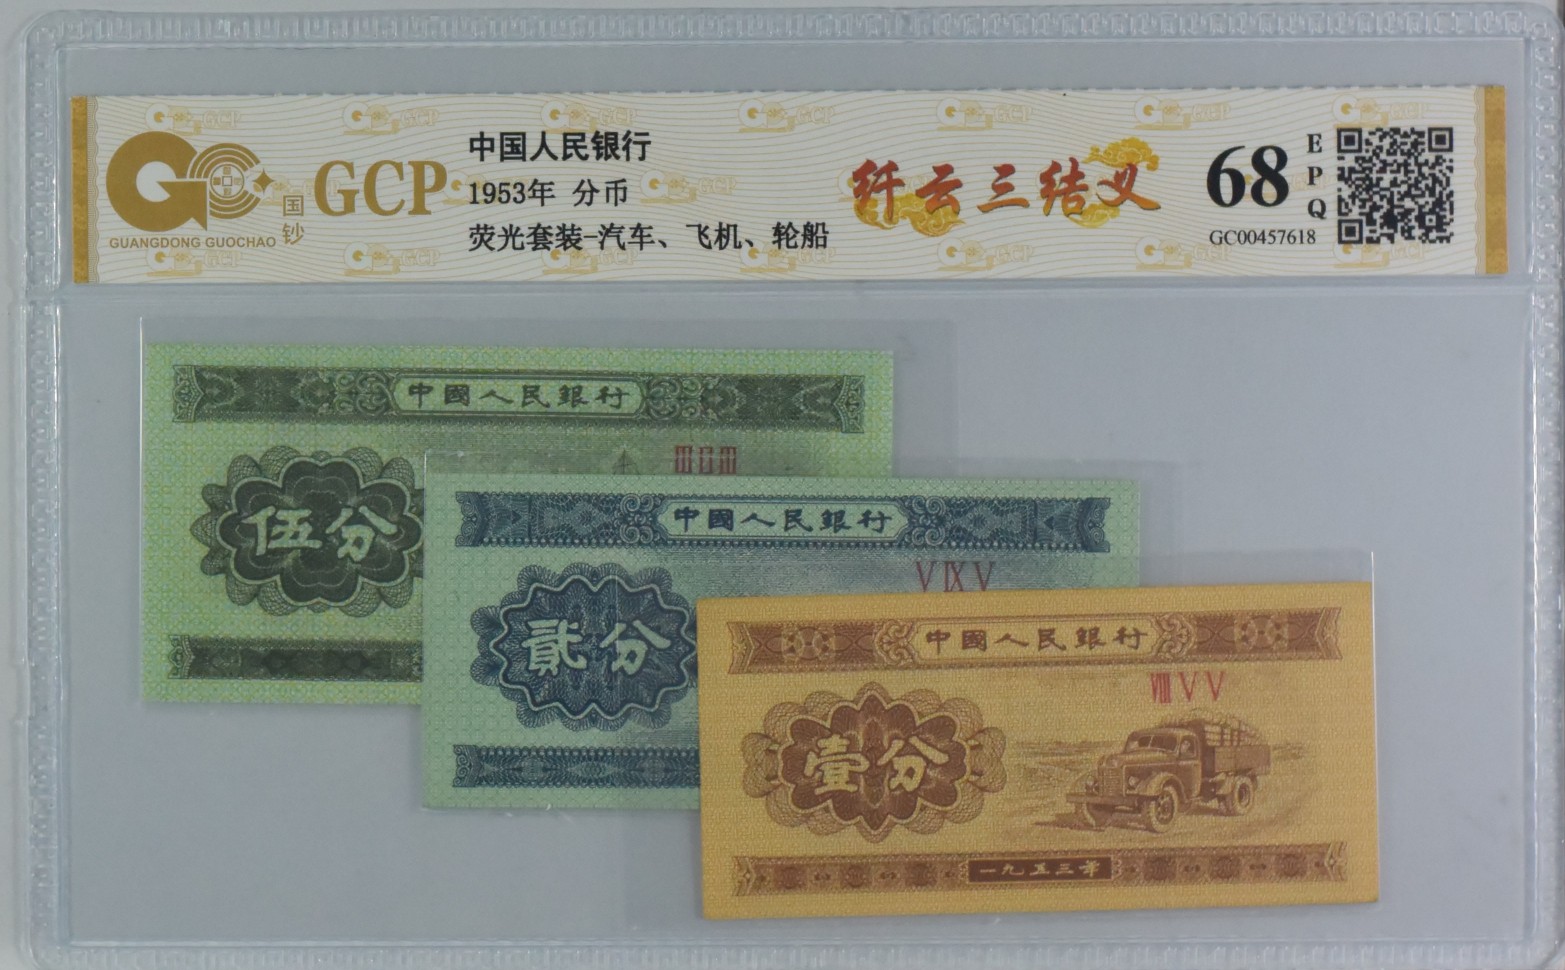 GUANGDONG GUOCHAO
国钞
GCP
中国人民银行
1953年 分币
荧光套装-汽车、飞机、轮船
纤云三结义
68
EPQ
GC00457618
中國人民銀行
伍分
中國人民銀行
V IX V
貳分
中國人民銀行
VIII V V
壹分
一九五三年